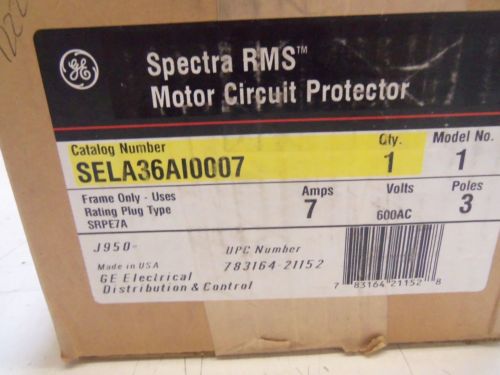 GE
Spectra RMS™
Motor Circuit Protector
Catalog Number Qty. Model No.
SELA36AI0007 1 1
Frame Only - Uses Amps Volts Poles
Rating Plug Type 7 600AC 3
SRPE7A
J950- UPC Number
Made in USA 783164-21152
GE Electrical
Distribution & Control
7 83164 21152 8